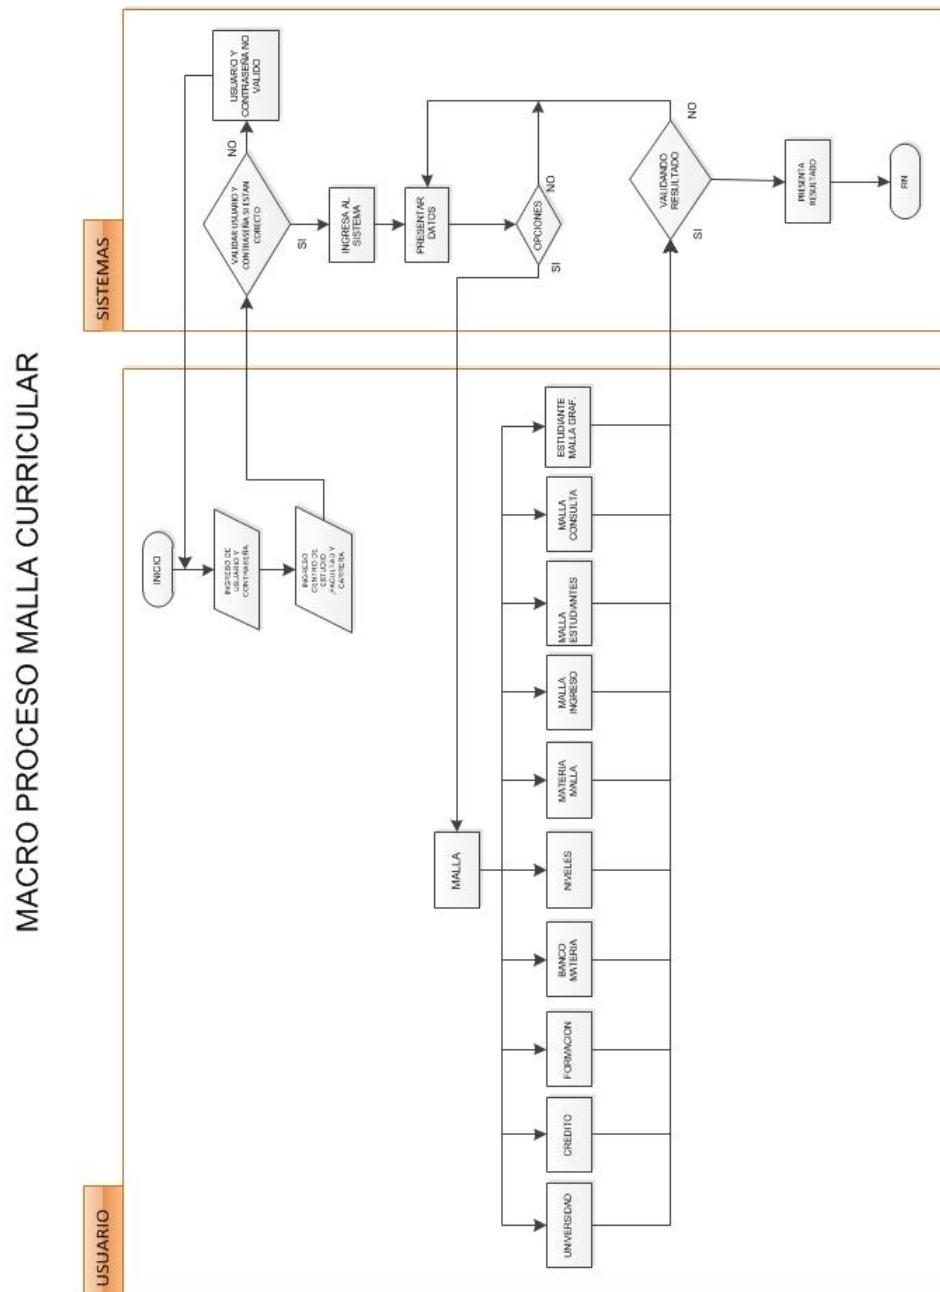 MACRO PROCESO MALLA CURRICULAR
USUARIO
SISTEMAS
INICIO
INGRESO DE
USUARIO Y
CONTRASEÑA
INGRESO
CENTRO DE
ESTUDIO
,FACULTAD Y
CARRERA
VALIDAR USUARIO Y
CONTRASEÑA SI ESTAN
CORECTO
NO
USUARIO Y
CONTRASEÑA NO
VALIDO
SI
INGRESA AL
SISTEMA
PRESENTAR
DATOS
OPCIONES
NO
SI
MALLA
UNIVERSIDAD
CREDITO
FORMACION
BANCO
MATERIA
NIVELES
MATERIA
MALLA
MALLA
INGRESO
MALLA
ESTUDIANTES
MALLA
CONSULTA
ESTUDIANTE
MALLA GRAF.
VALIDANDO
RESULTADO
NO
SI
PRESENTA
RESULTADO
FIN